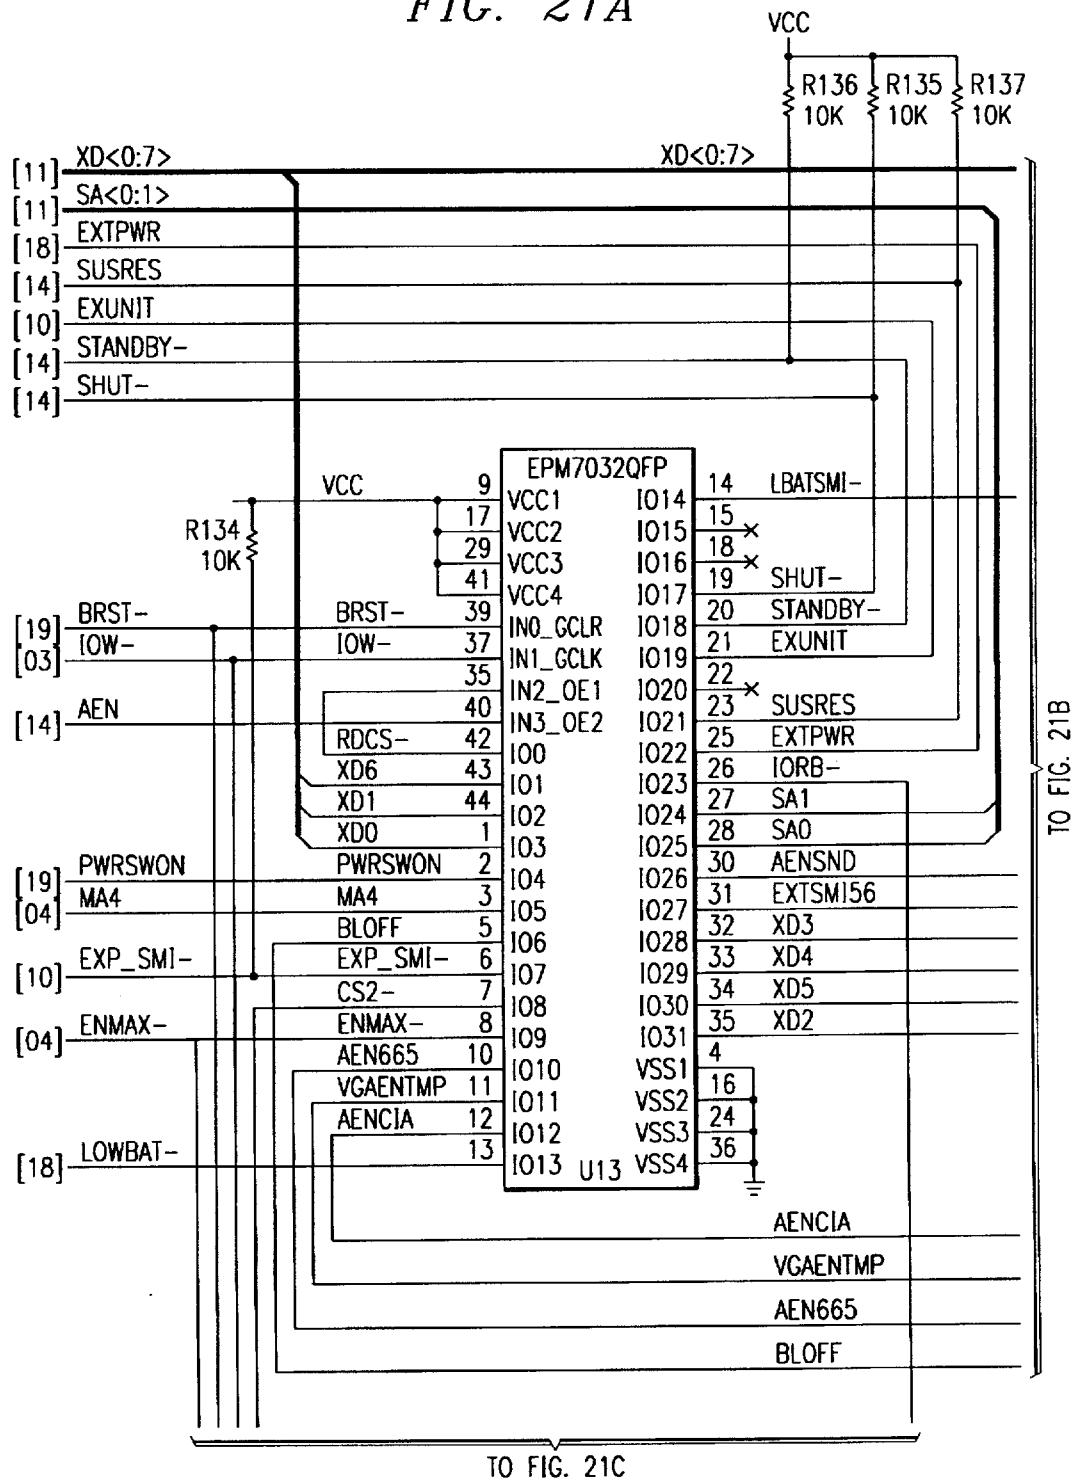 FIG. 21A
VCC
R136 10K
R135 10K
R137 10K
[11] XD<0:7> XD<0:7>
[11] SA<0:1>
[18] EXTPWR
[14] SUSRES
[10] EXUNIT
[14] STANDBY-
[14] SHUT-
EPM7032QFP
VCC 9 VCC1 IO14 14 LBATSMI-
R134 10K
17 VCC2 IO15 15
29 VCC3 IO16 18
41 VCC4 IO17 19 SHUT-
[19] BRST- BRST- 39 IN0_GCLR IO18 20 STANDBY-
[03] IOW- IOW- 37 IN1_GCLK IO19 21 EXUNIT
35 IN2_OE1 IO20 22
[14] AEN 40 IN3_OE2 IO21 23 SUSRES
RDCS- 42 IO0 IO22 25 EXTPWR
XD6 43 IO1 IO23 26 IORB-
XD1 44 IO2 IO24 27 SA1
XD0 1 IO3 IO25 28 SA0
[19] PWRSWON PWRSWON 2 IO4 IO26 30 AENSND
[04] MA4 MA4 3 IO5 IO27 31 EXTSMI56
BLOFF 5 IO6 IO28 32 XD3
[10] EXP_SMI- EXP_SMI- 6 IO7 IO29 33 XD4
CS2- 7 IO8 IO30 34 XD5
[04] ENMAX- ENMAX- 8 IO9 IO31 35 XD2
AEN665 10 IO10 VSS1 4
VGAENTMP 11 IO11 VSS2 16
AENCIA 12 IO12 VSS3 24
[18] LOWBAT- 13 IO13 U13 VSS4 36
AENCIA
VGAENTMP
AEN665
BLOFF
TO FIG. 21B
TO FIG. 21C